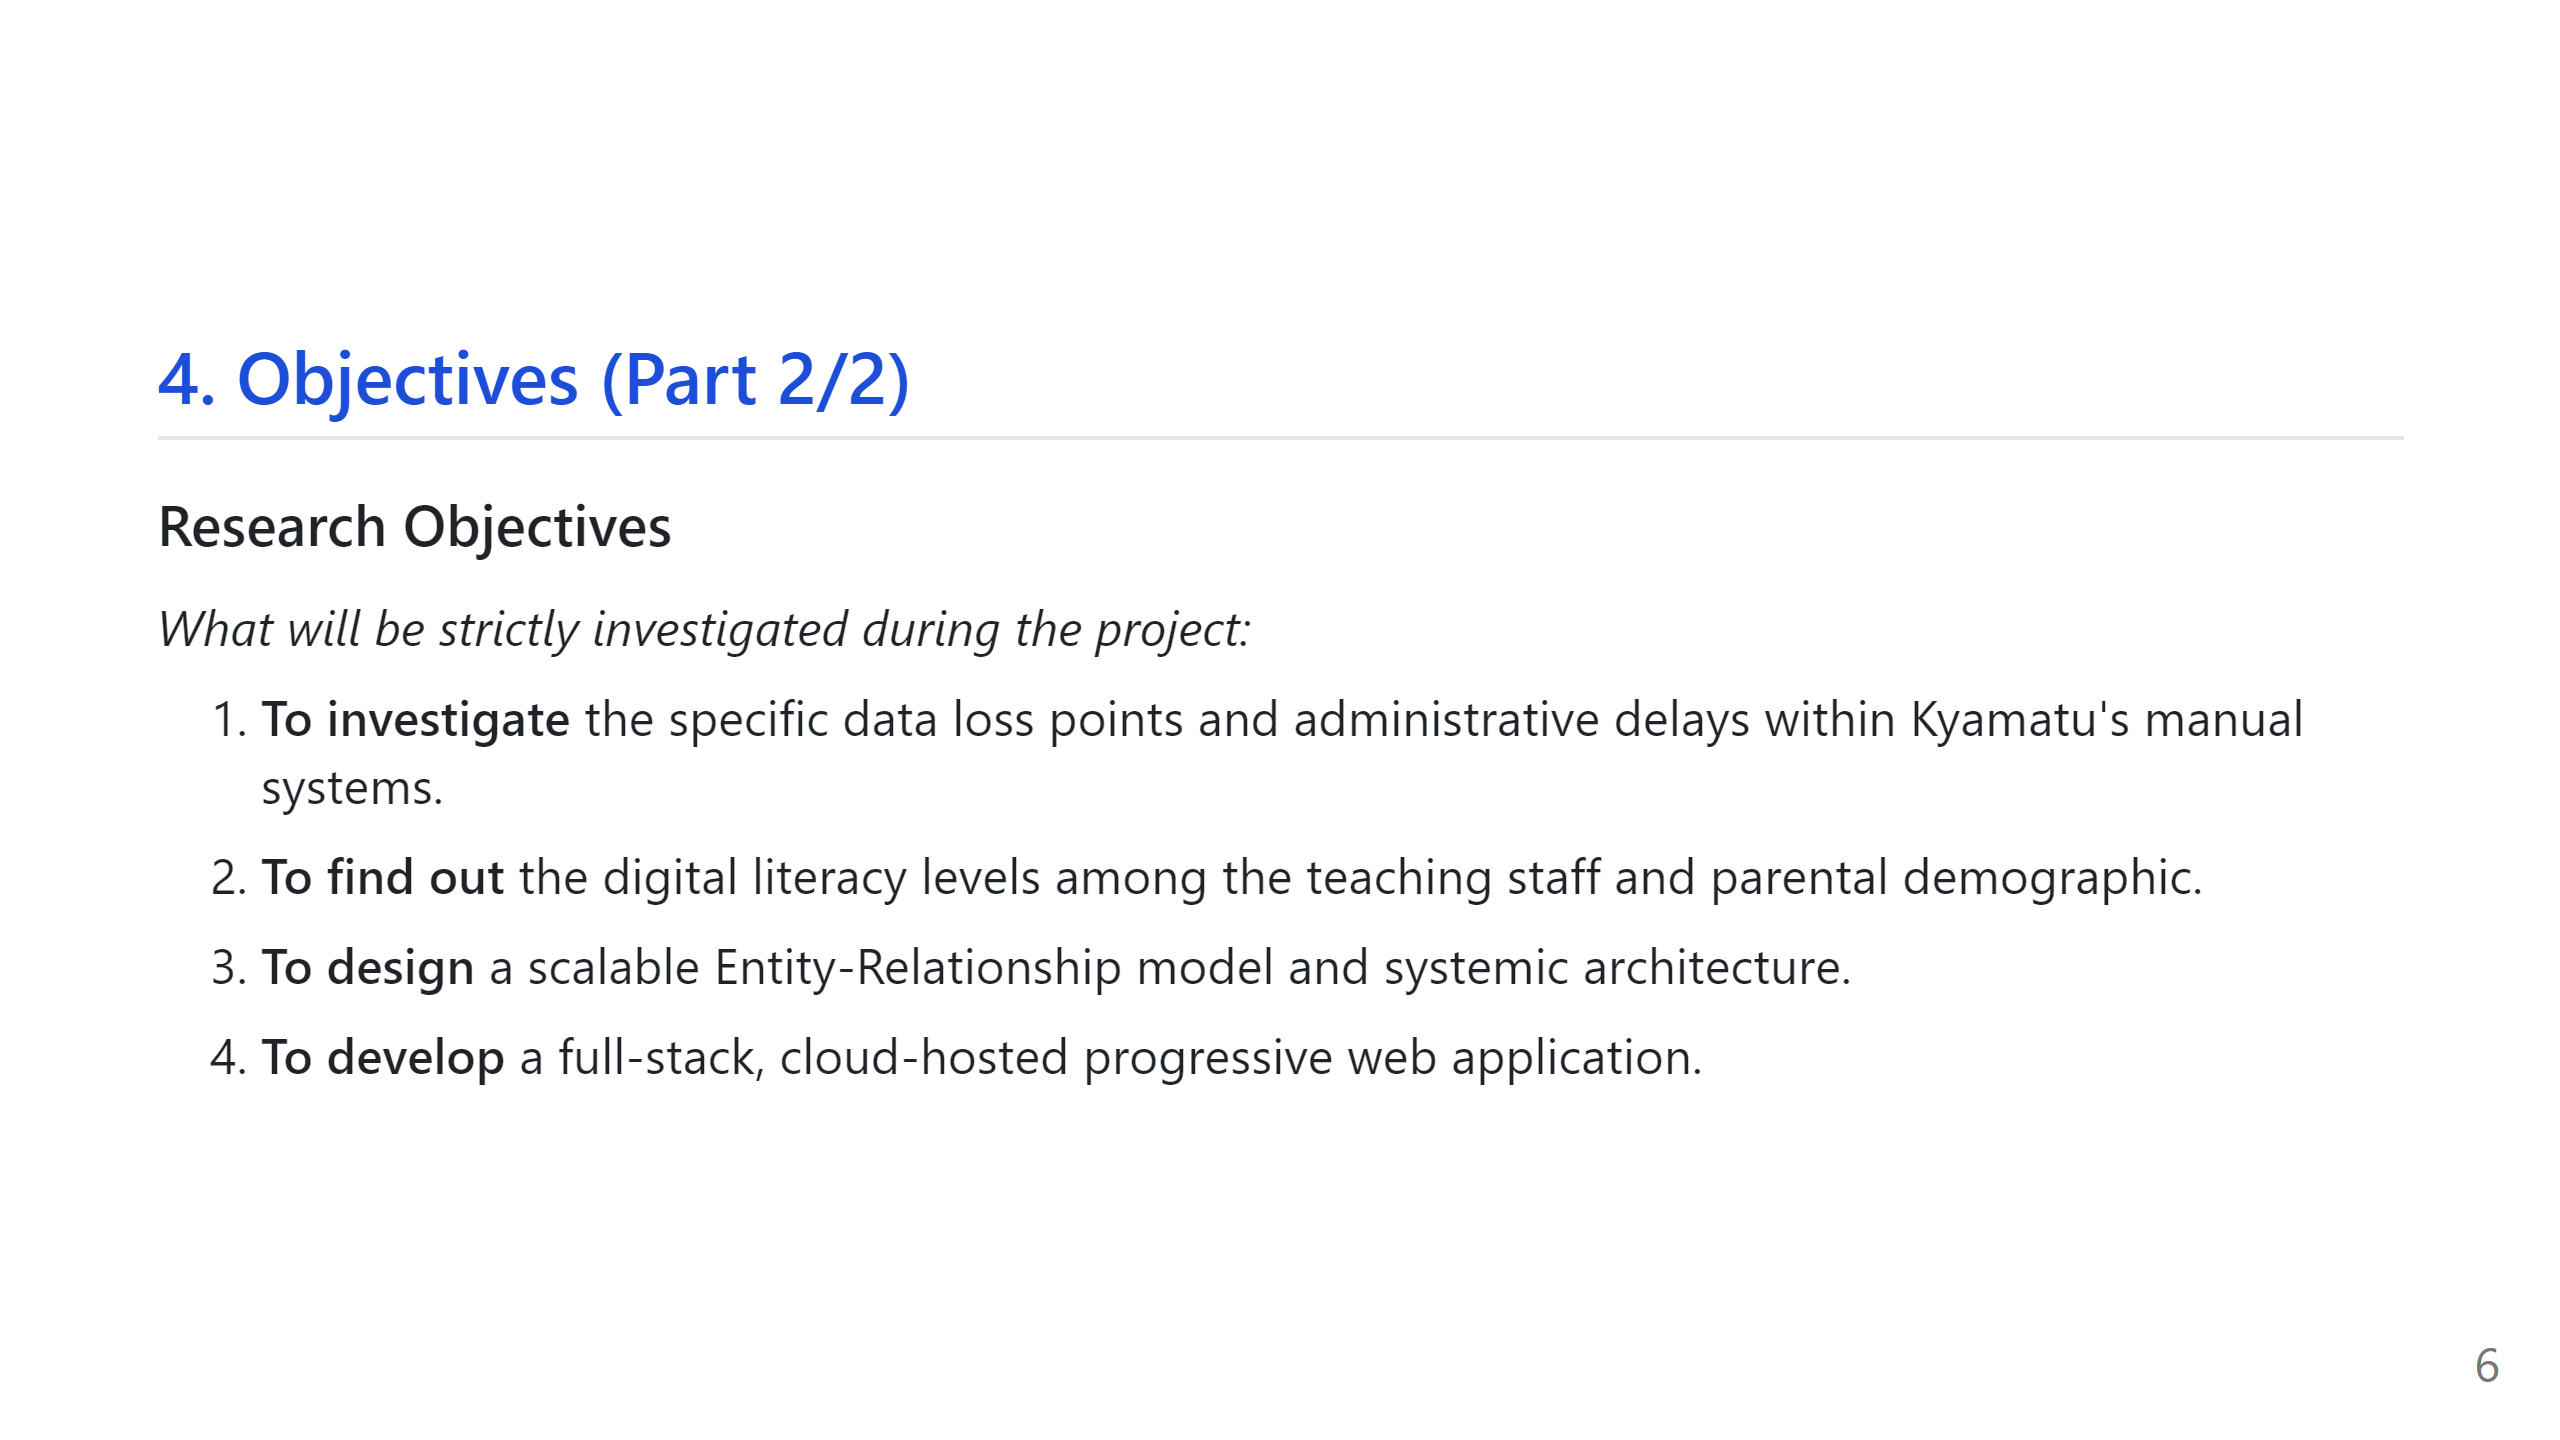 4. Objectives (Part 2/2)
Research Objectives
What will be strictly investigated during the project:
1. To investigate the specific data loss points and administrative delays within Kyamatu's manual
systems.
2. To find out the digital literacy levels among the teaching staff and parental demographic.
3. To design a scalable Entity-Relationship model and systemic architecture.
4. To develop a full-stack, cloud-hosted progressive web application.
6